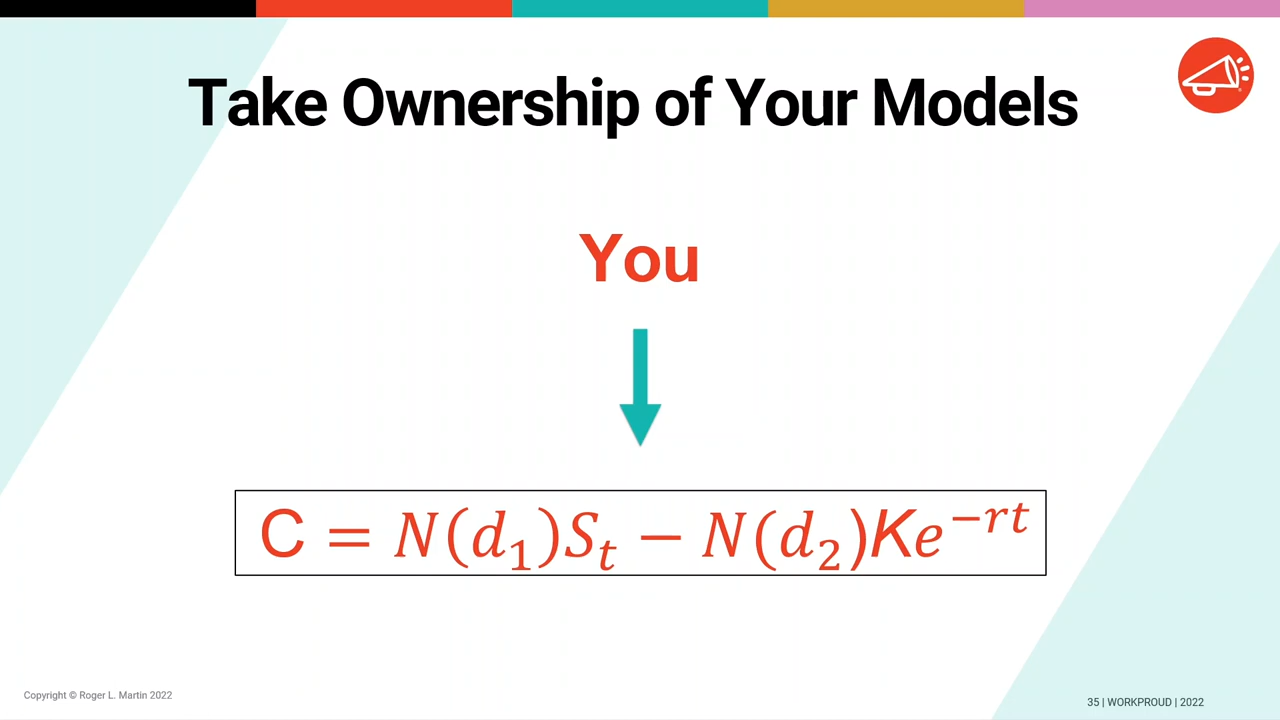 Take Ownership of Your Models
You
C = N(d₁)Sₜ − N(d₂)Ke⁻ʳᵗ
Copyright © Roger L. Martin 2022
35 | WORKPROUD | 2022